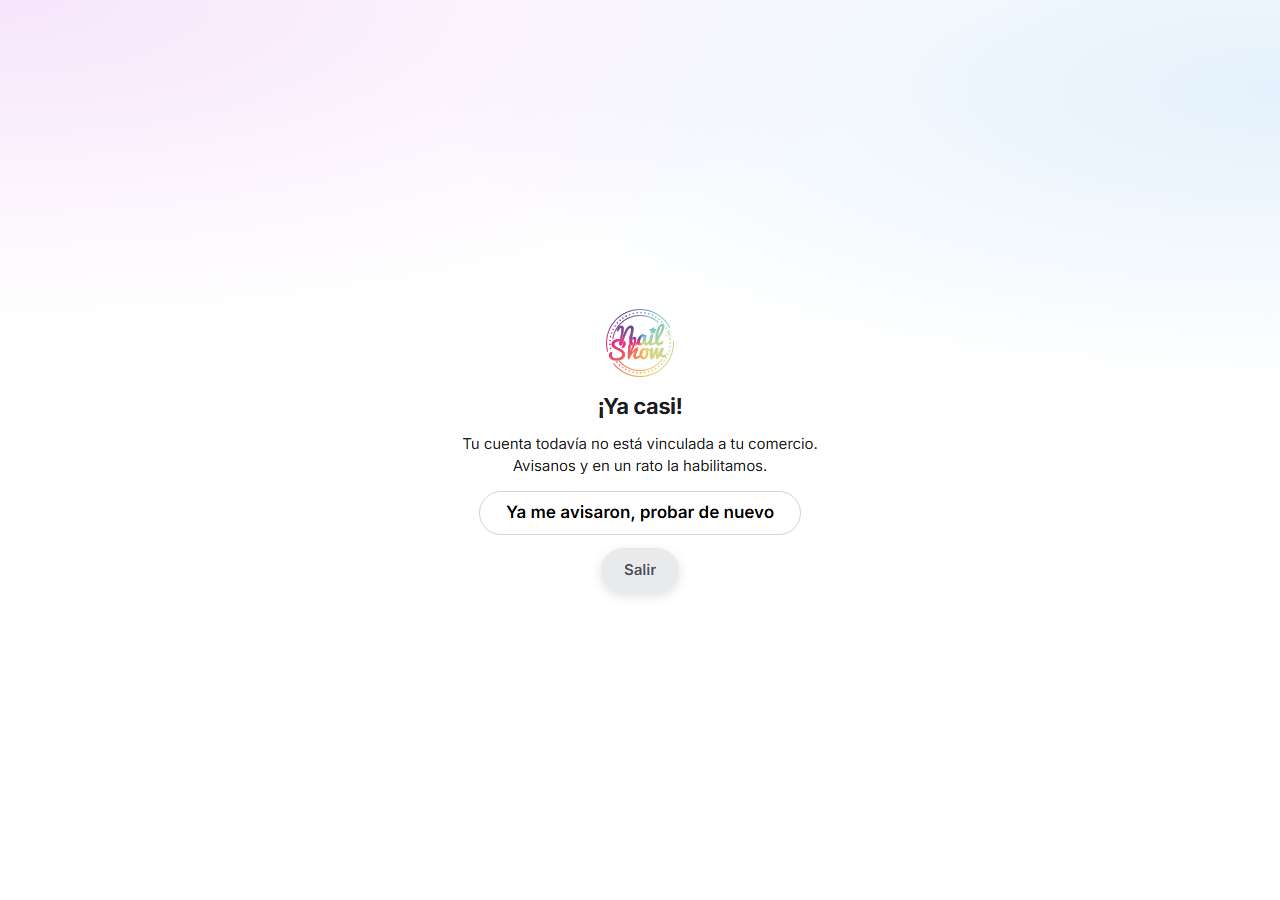 Nail
Show
¡Ya casi!
Tu cuenta todavía no está vinculada a tu comercio.
Avisanos y en un rato la habilitamos.
Ya me avisaron, probar de nuevo
Salir